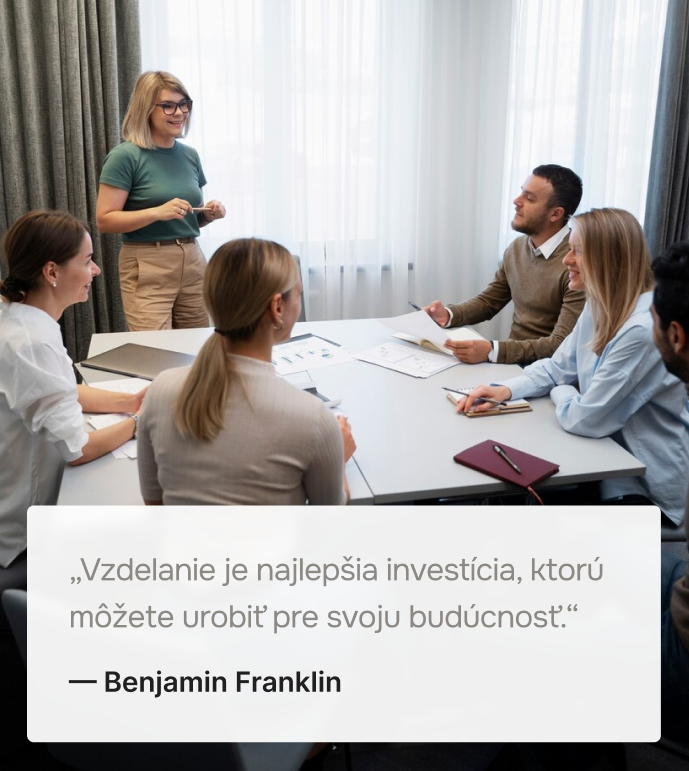 „Vzdelanie je najlepšia investícia, ktorú
môžete urobiť pre svoju budúcnosť.“
— Benjamin Franklin